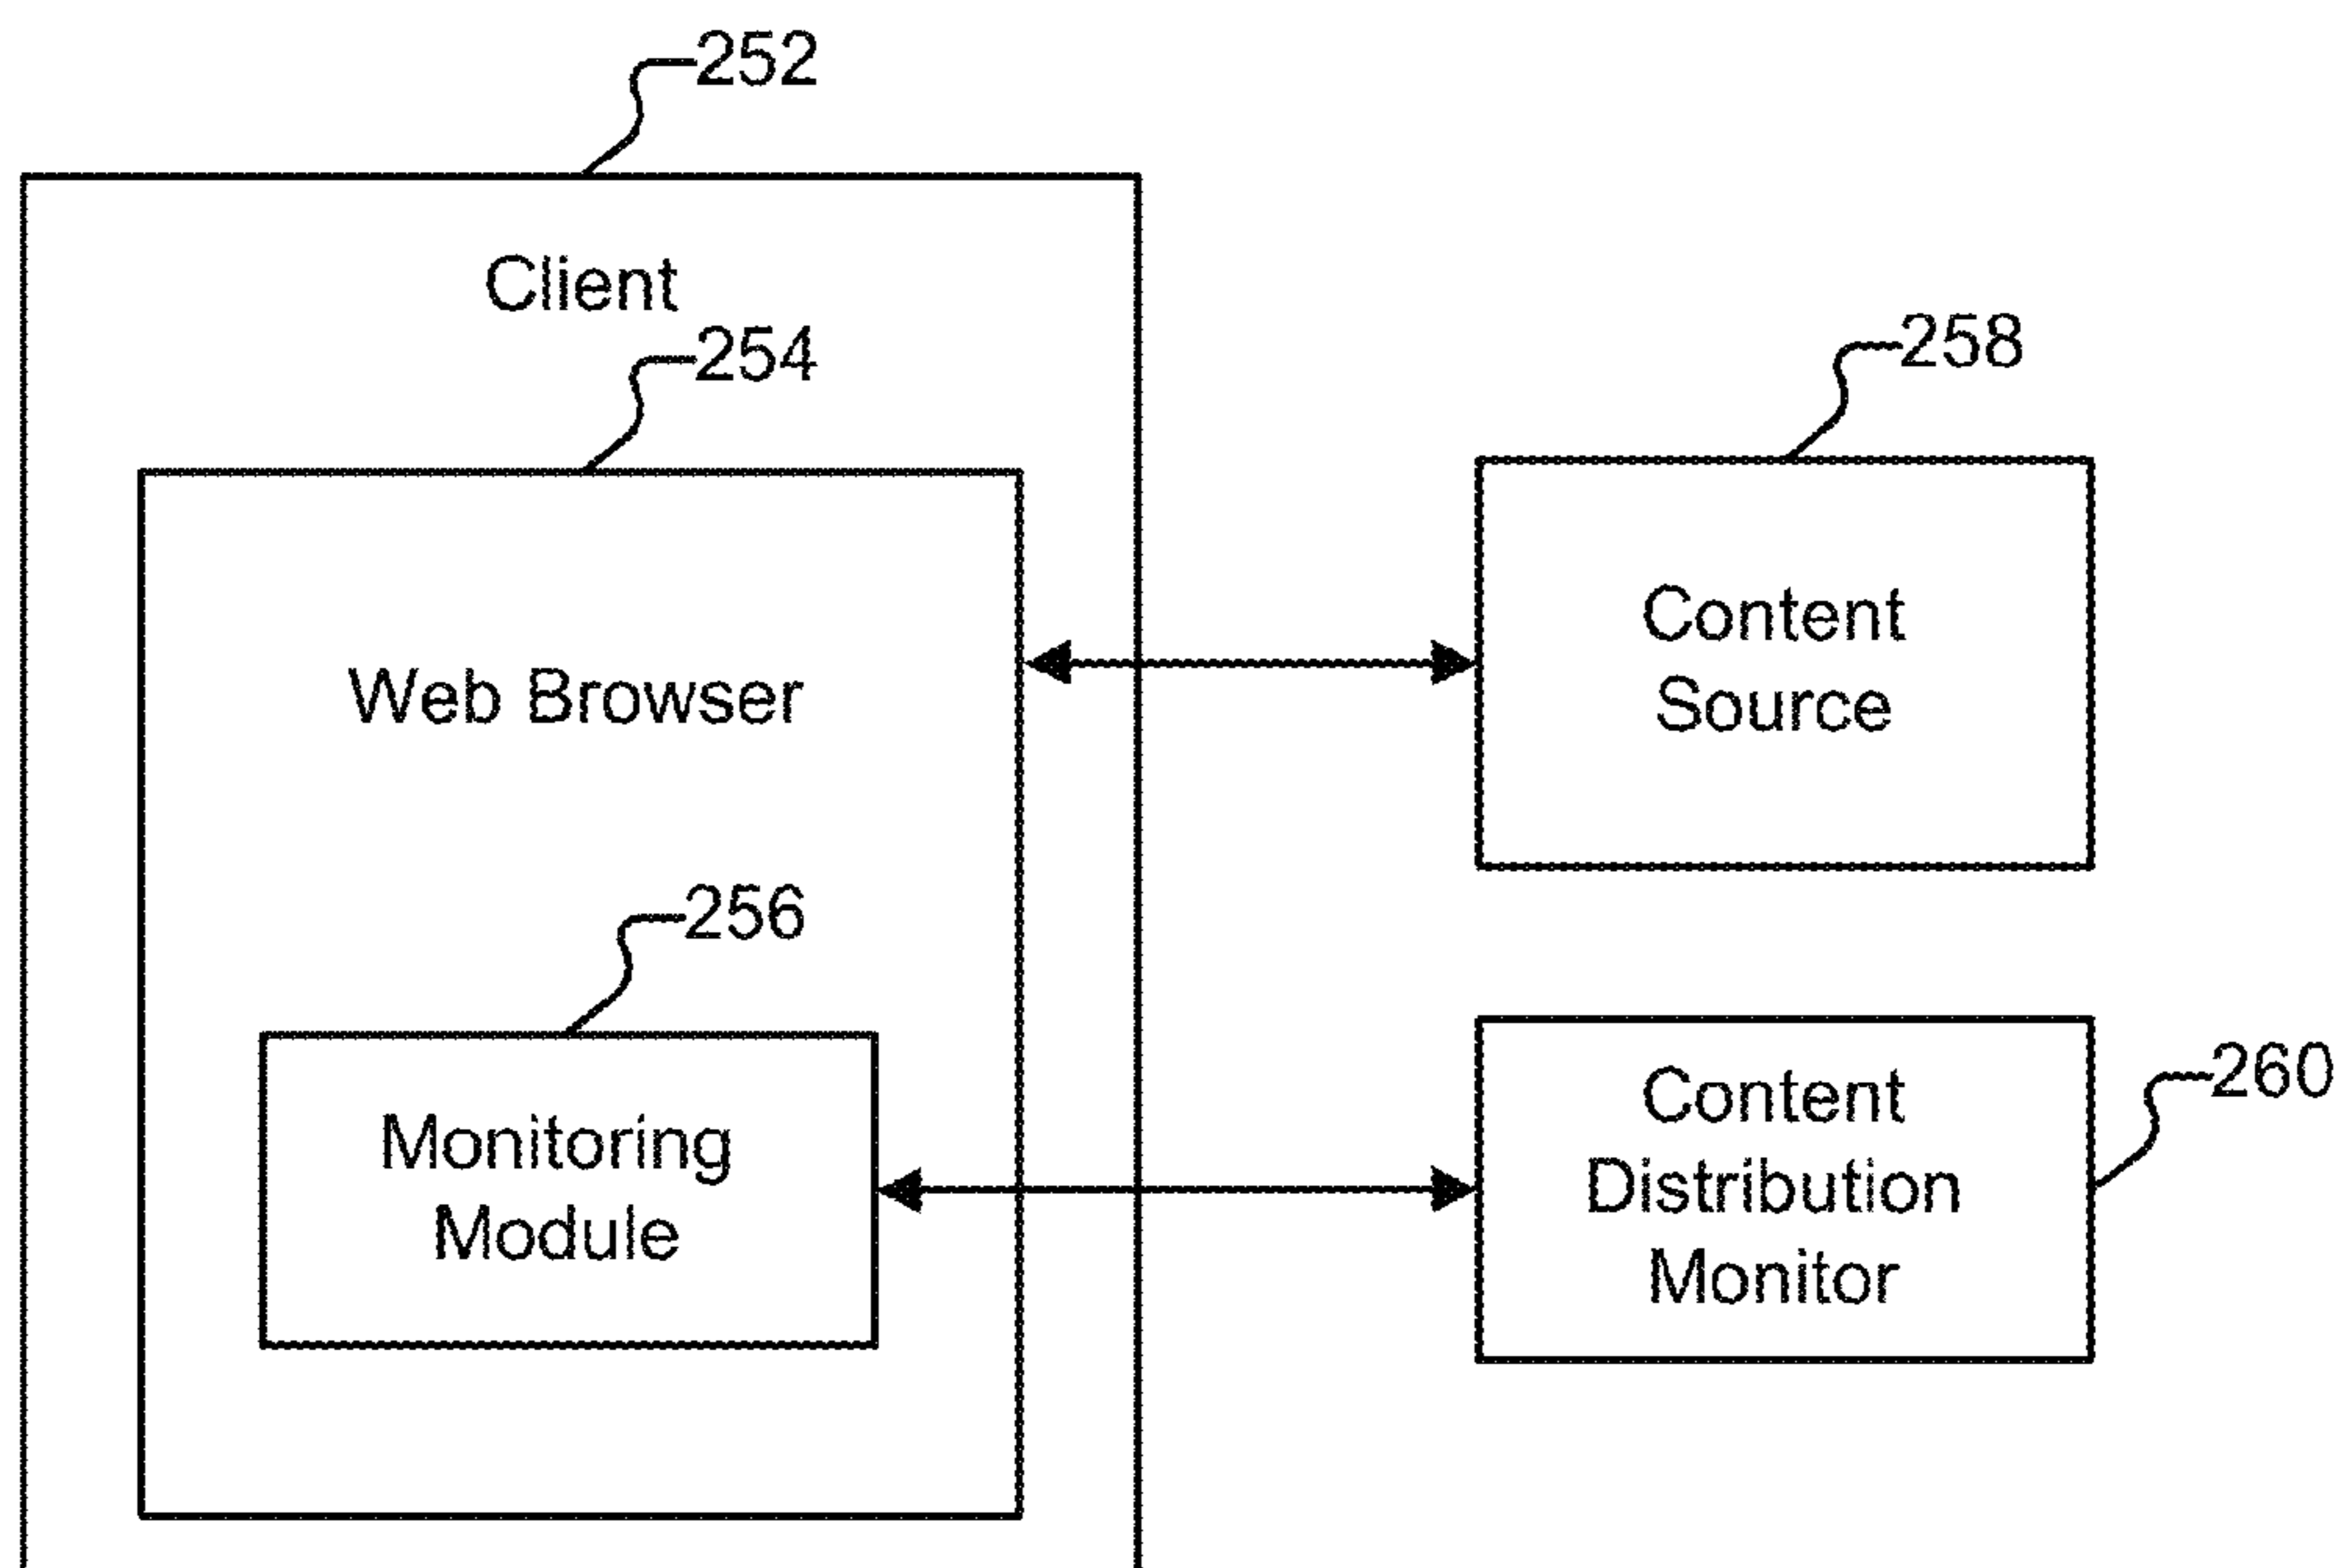 252
Client
254
258
Web Browser
Content
Source
256
Monitoring
Module
Content
Distribution
Monitor
260